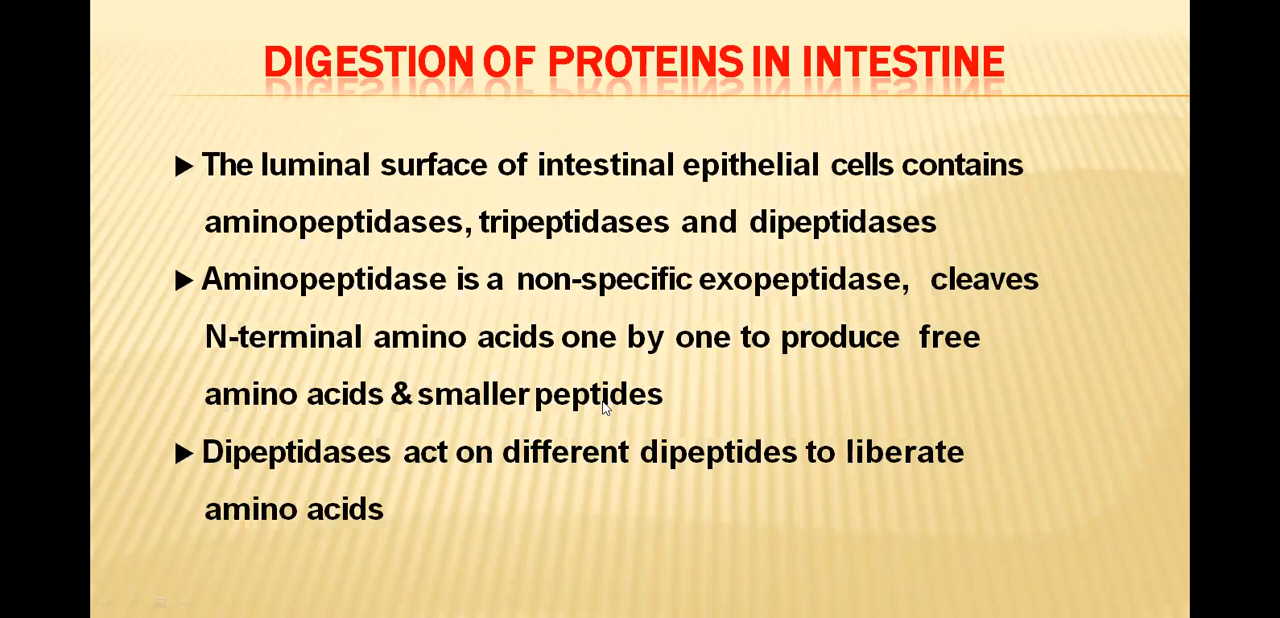 DIGESTION OF PROTEINS IN INTESTINE
The luminal surface of intestinal epithelial cells contains
aminopeptidases, tripeptidases and dipeptidases
Aminopeptidase is a non-specific exopeptidase, cleaves
N-terminal amino acids one by one to produce free
amino acids & smaller peptides
Dipeptidases act on different dipeptides to liberate
amino acids